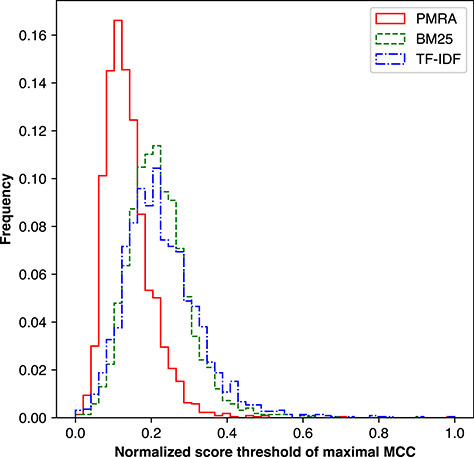 PMRA
BM25
TF-IDF
0.16
0.14
0.12
0.10
0.08
0.06
0.04
0.02
0.00
Frequency
0.0 0.2 0.4 0.6 0.8 1.0
Normalized score threshold of maximal MCC